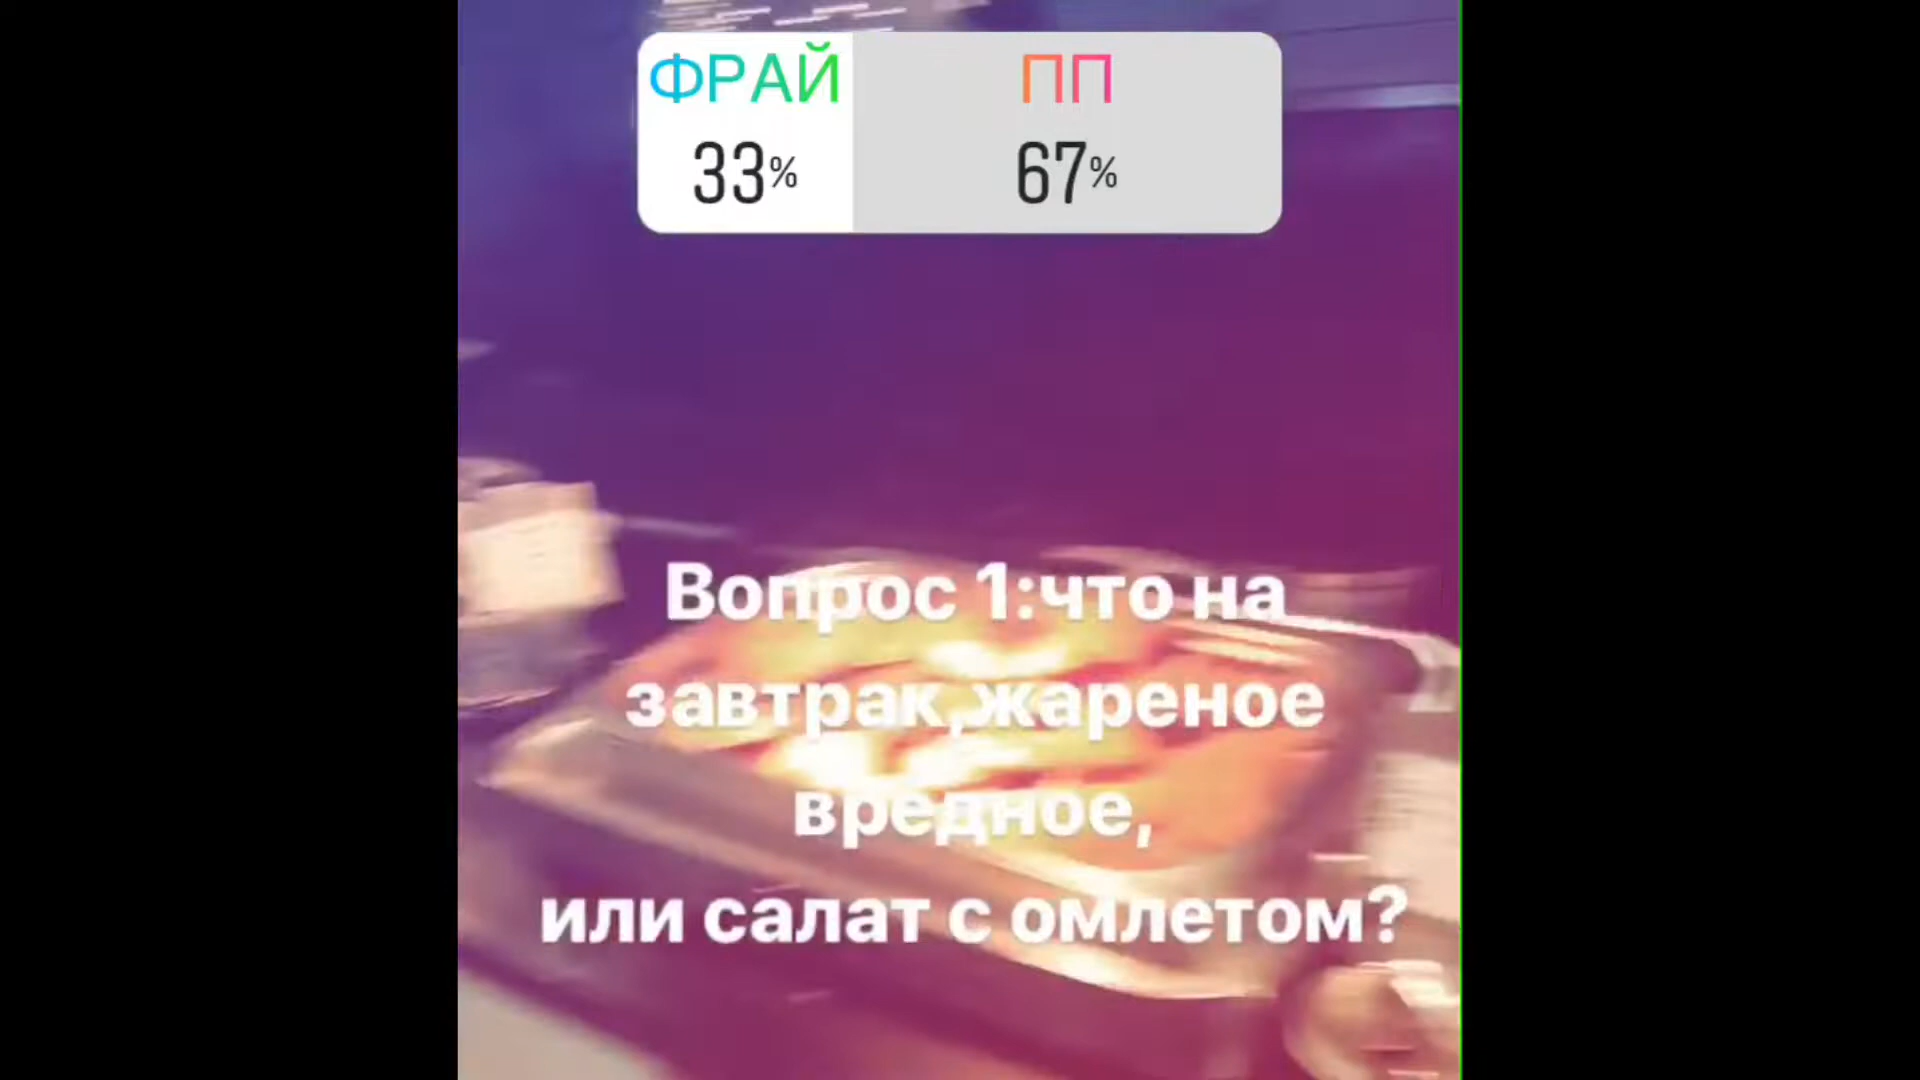 ФРАЙ ПП
33% 67%
Вопрос 1:что на
завтрак,жареное
вредное,
или салат с омлетом?